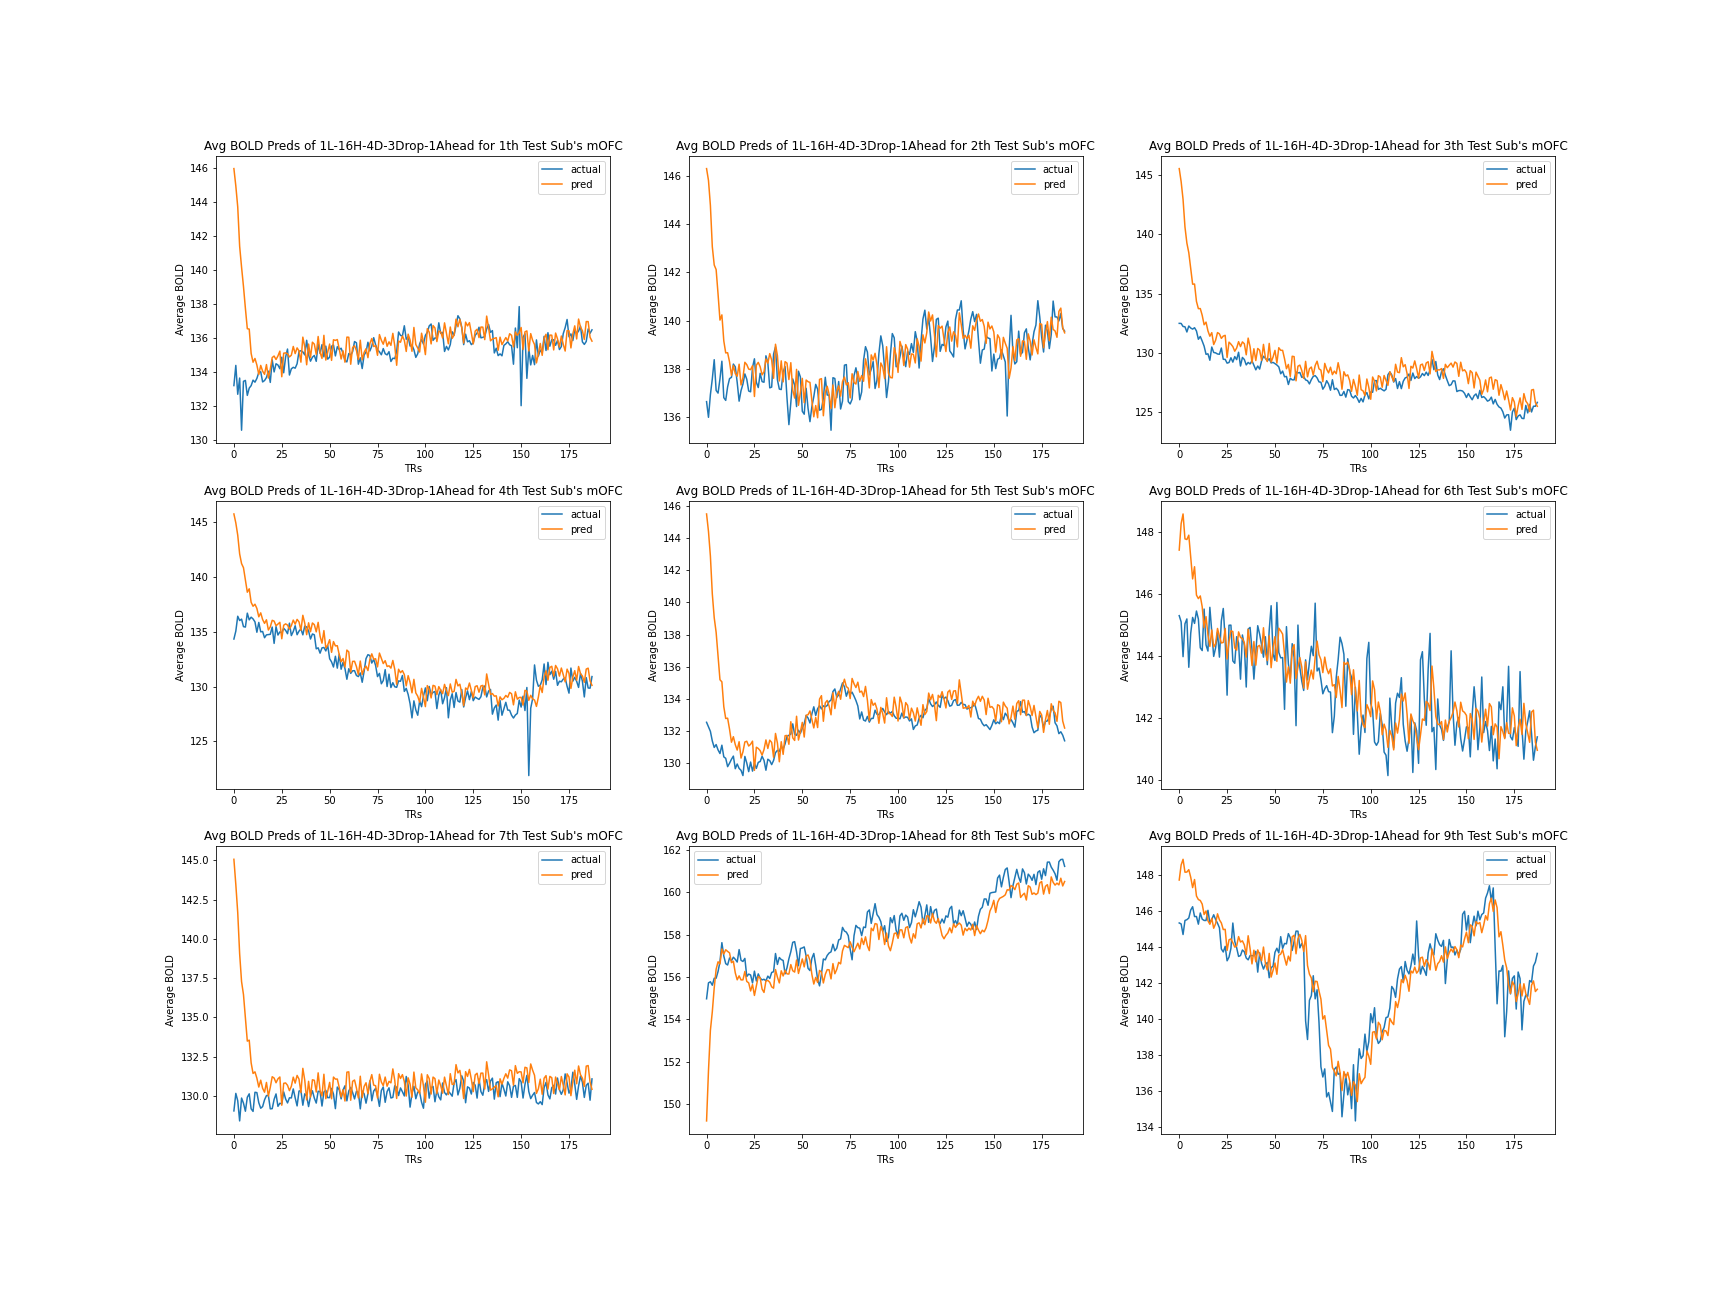 Avg BOLD Preds of 1L-16H-4D-3Drop-1Ahead for 1th Test Sub's mOFC
146
144
142
140
138
136
134
132
130
Average BOLD
actual
pred
0 25 50 75 100 125 150 175
TRs
Avg BOLD Preds of 1L-16H-4D-3Drop-1Ahead for 2th Test Sub's mOFC
146
144
142
140
138
136
Average BOLD
actual
pred
0 25 50 75 100 125 150 175
TRs
Avg BOLD Preds of 1L-16H-4D-3Drop-1Ahead for 3th Test Sub's mOFC
145
140
135
130
125
Average BOLD
actual
pred
0 25 50 75 100 125 150 175
TRs
Avg BOLD Preds of 1L-16H-4D-3Drop-1Ahead for 4th Test Sub's mOFC
145
140
135
130
125
Average BOLD
actual
pred
0 25 50 75 100 125 150 175
TRs
Avg BOLD Preds of 1L-16H-4D-3Drop-1Ahead for 5th Test Sub's mOFC
146
144
142
140
138
136
134
132
130
Average BOLD
actual
pred
0 25 50 75 100 125 150 175
TRs
Avg BOLD Preds of 1L-16H-4D-3Drop-1Ahead for 6th Test Sub's mOFC
148
146
144
142
140
Average BOLD
actual
pred
0 25 50 75 100 125 150 175
TRs
Avg BOLD Preds of 1L-16H-4D-3Drop-1Ahead for 7th Test Sub's mOFC
145.0
142.5
140.0
137.5
135.0
132.5
130.0
Average BOLD
actual
pred
0 25 50 75 100 125 150 175
TRs
Avg BOLD Preds of 1L-16H-4D-3Drop-1Ahead for 8th Test Sub's mOFC
162
160
158
156
154
152
150
Average BOLD
actual
pred
0 25 50 75 100 125 150 175
TRs
Avg BOLD Preds of 1L-16H-4D-3Drop-1Ahead for 9th Test Sub's mOFC
148
146
144
142
140
138
136
134
Average BOLD
actual
pred
0 25 50 75 100 125 150 175
TRs